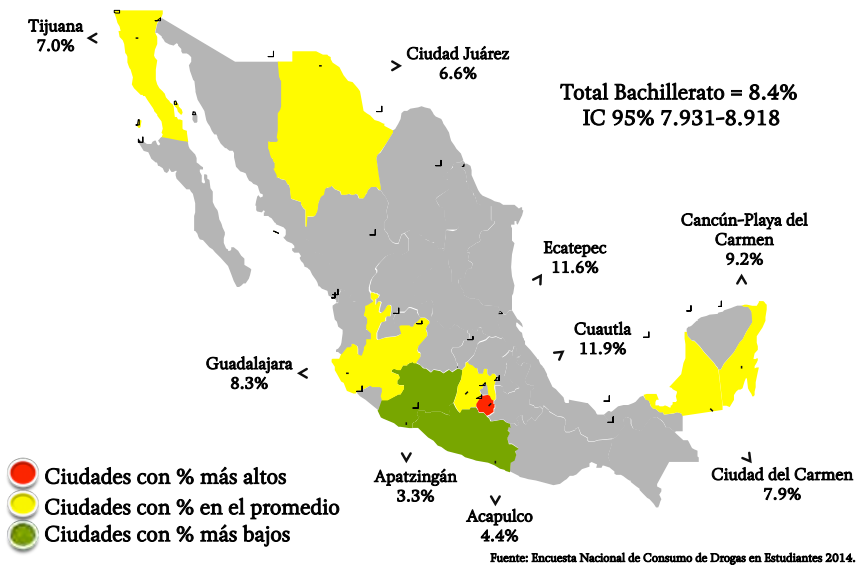 Tijuana
7.0%
Ciudad Juárez
6.6%
Total Bachillerato = 8.4%
IC 95% 7.931-8.918
Cancún-Playa del
Carmen
9.2%
Ecatepec
11.6%
Cuautla
11.9%
Guadalajara
8.3%
Ciudades con % más altos
Ciudades con % en el promedio
Ciudades con % más bajos
Apatzingán
3.3%
Acapulco
4.4%
Ciudad del Carmen
7.9%
Fuente: Encuesta Nacional de Consumo de Drogas en Estudiantes 2014.